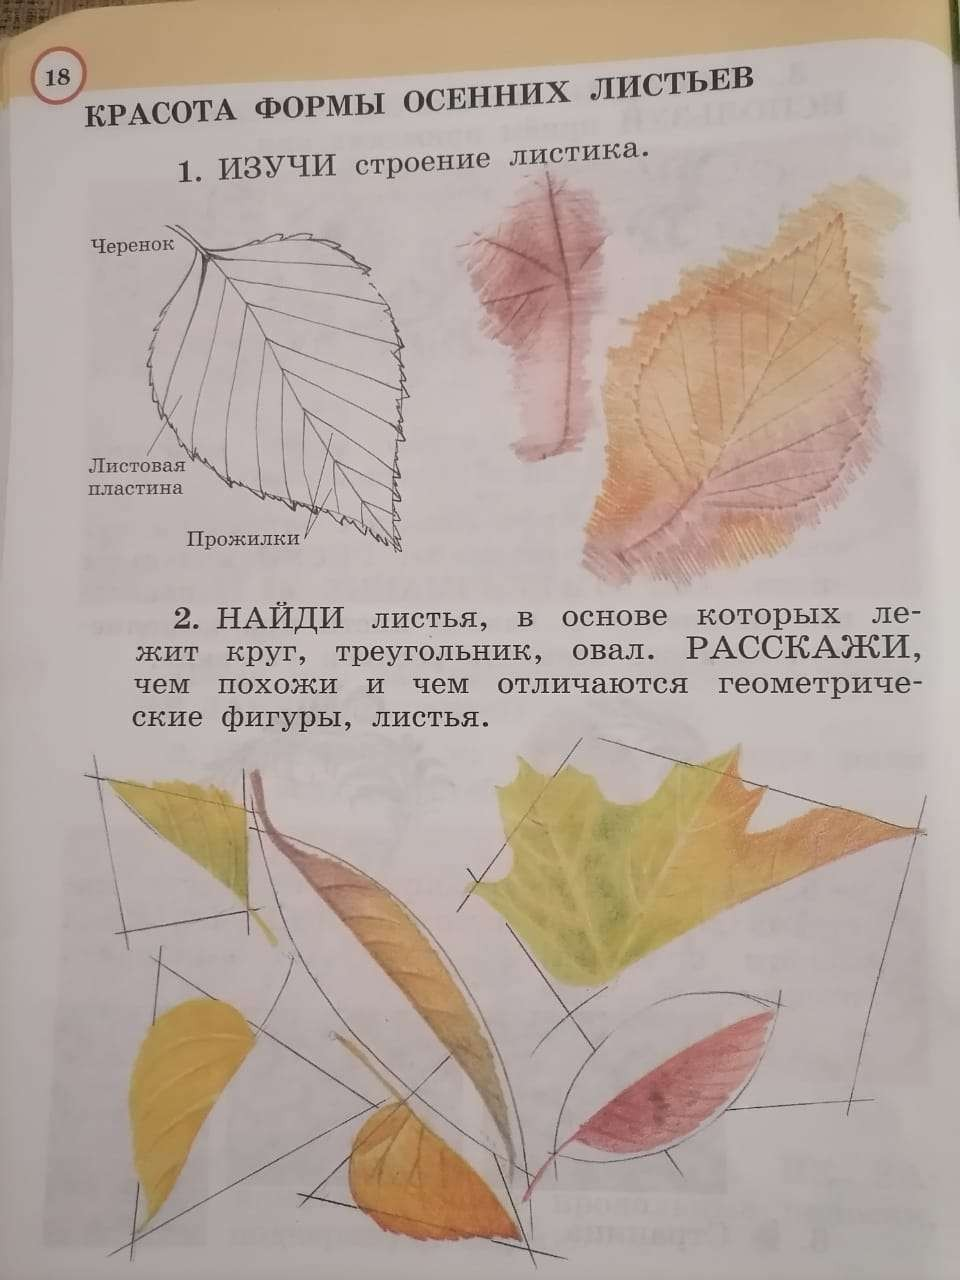 18
КРАСОТА ФОРМЫ ОСЕННИХ ЛИСТЬЕВ
1. ИЗУЧИ строение листика.
Черенок
Листовая
пластина
Прожилки
2. НАЙДИ листья, в основе которых ле-
жит круг, треугольник, овал. РАССКАЖИ,
чем похожи и чем отличаются геометриче-
ские фигуры, листья.